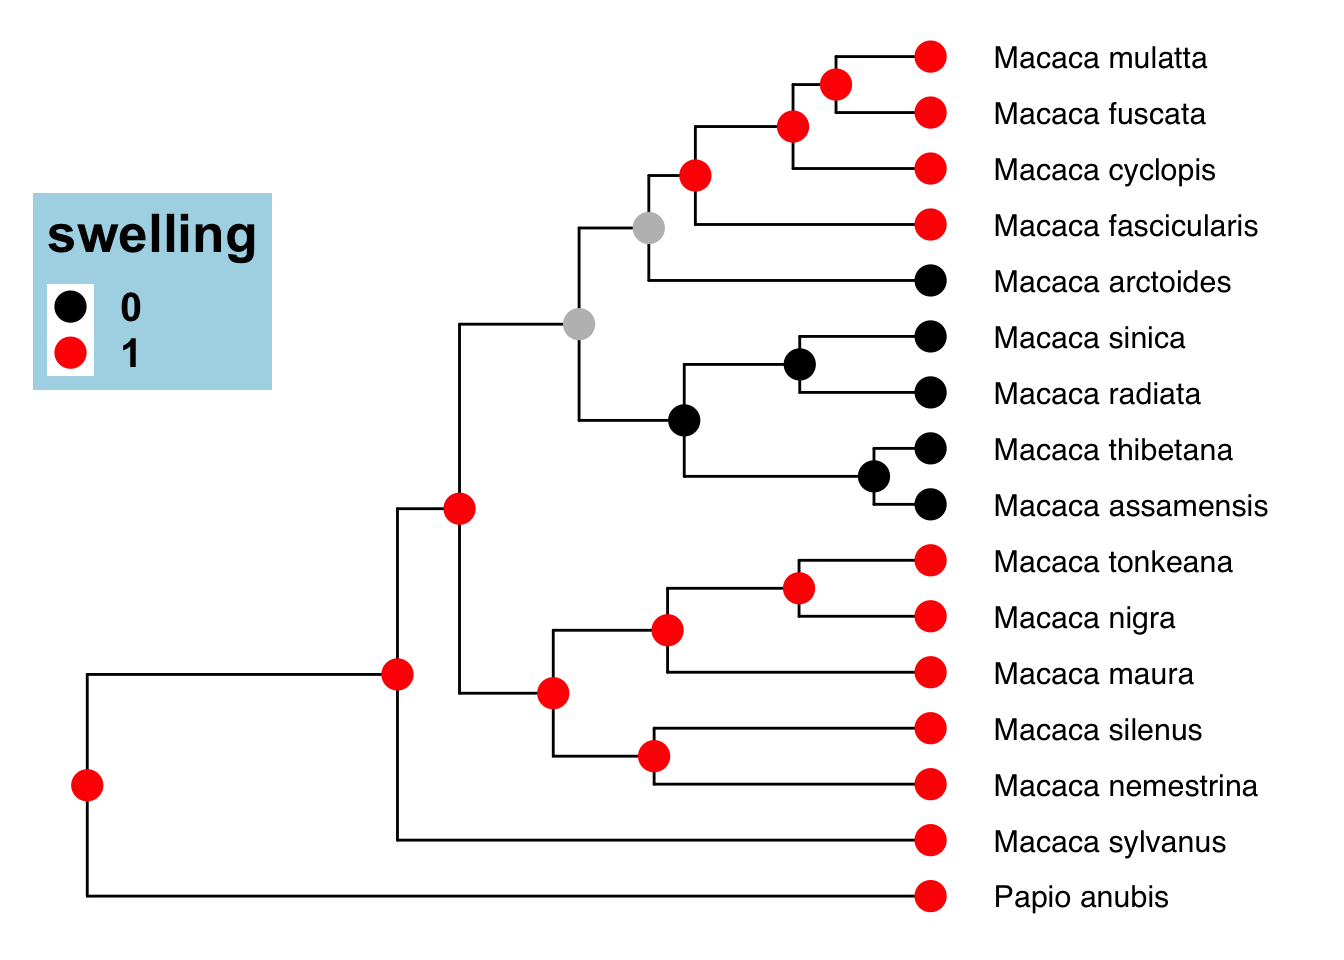 swelling
0
1
Macaca mulatta
Macaca fuscata
Macaca cyclopis
Macaca fascicularis
Macaca arctoides
Macaca sinica
Macaca radiata
Macaca thibetana
Macaca assamensis
Macaca tonkeana
Macaca nigra
Macaca maura
Macaca silenus
Macaca nemestrina
Macaca sylvanus
Papio anubis